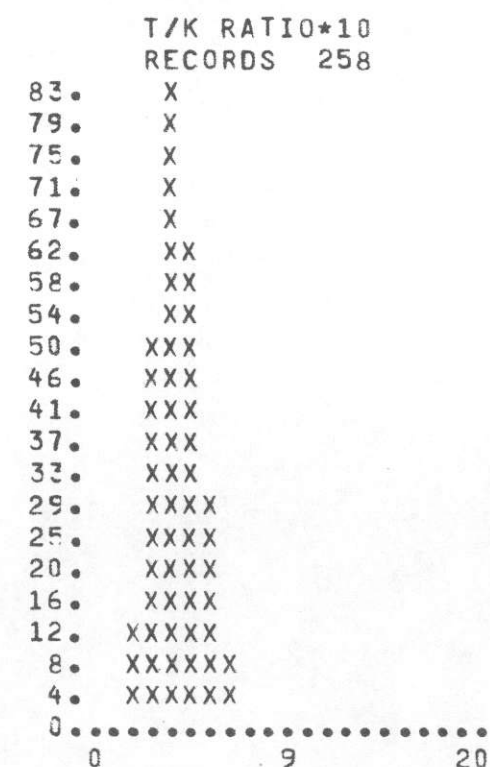 T/K RATIO*10
RECORDS 258
83. X
79. X
75. X
71. X
67. X
62. XX
58. XX
54. XX
50. XXX
46. XXX
41. XXX
37. XXX
33. XXX
29. XXXX
25. XXXX
20. XXXX
16. XXXX
12. XXXXX
8. XXXXXX
4. XXXXXX
0......................
0 9 20